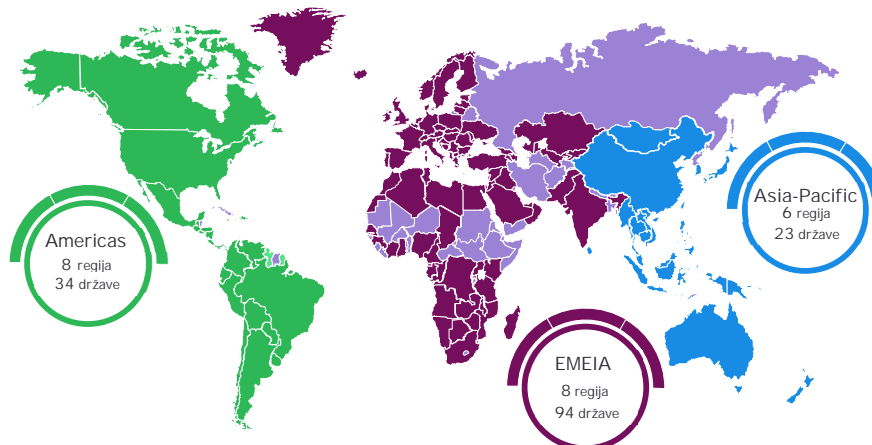 Americas
8 regija
34 države
Asia-Pacific
6 regija
23 države
EMEIA
8 regija
94 države